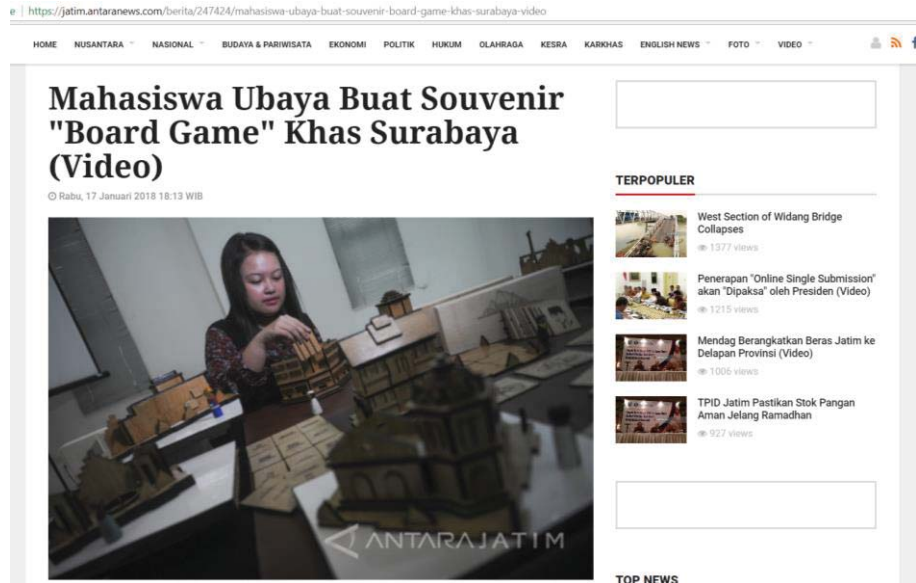 e | https://jatim.antaranews.com/berita/247424/mahasiswa-ubaya-buat-souvenir-board-game-khas-surabaya-video
HOME NUSANTARA NASIONAL BUDAYA & PARIWISATA EKONOMI POLITIK HUKUM OLAHRAGA KESRA KARKHAS ENGLISH NEWS FOTO VIDEO
Mahasiswa Ubaya Buat Souvenir
"Board Game" Khas Surabaya
(Video)
Rabu, 17 Januari 2018 18:13 WIB
ANTARAJATIM
TERPOPULER
West Section of Widang Bridge
Collapses
1377 views
Penerapan "Online Single Submission"
akan "Dipaksa" oleh Presiden (Video)
1215 views
Mendag Berangkatkan Beras Jatim ke
Delapan Provinsi (Video)
1006 views
TPID Jatim Pastikan Stok Pangan
Aman Jelang Ramadhan
927 views
TOP NEWS